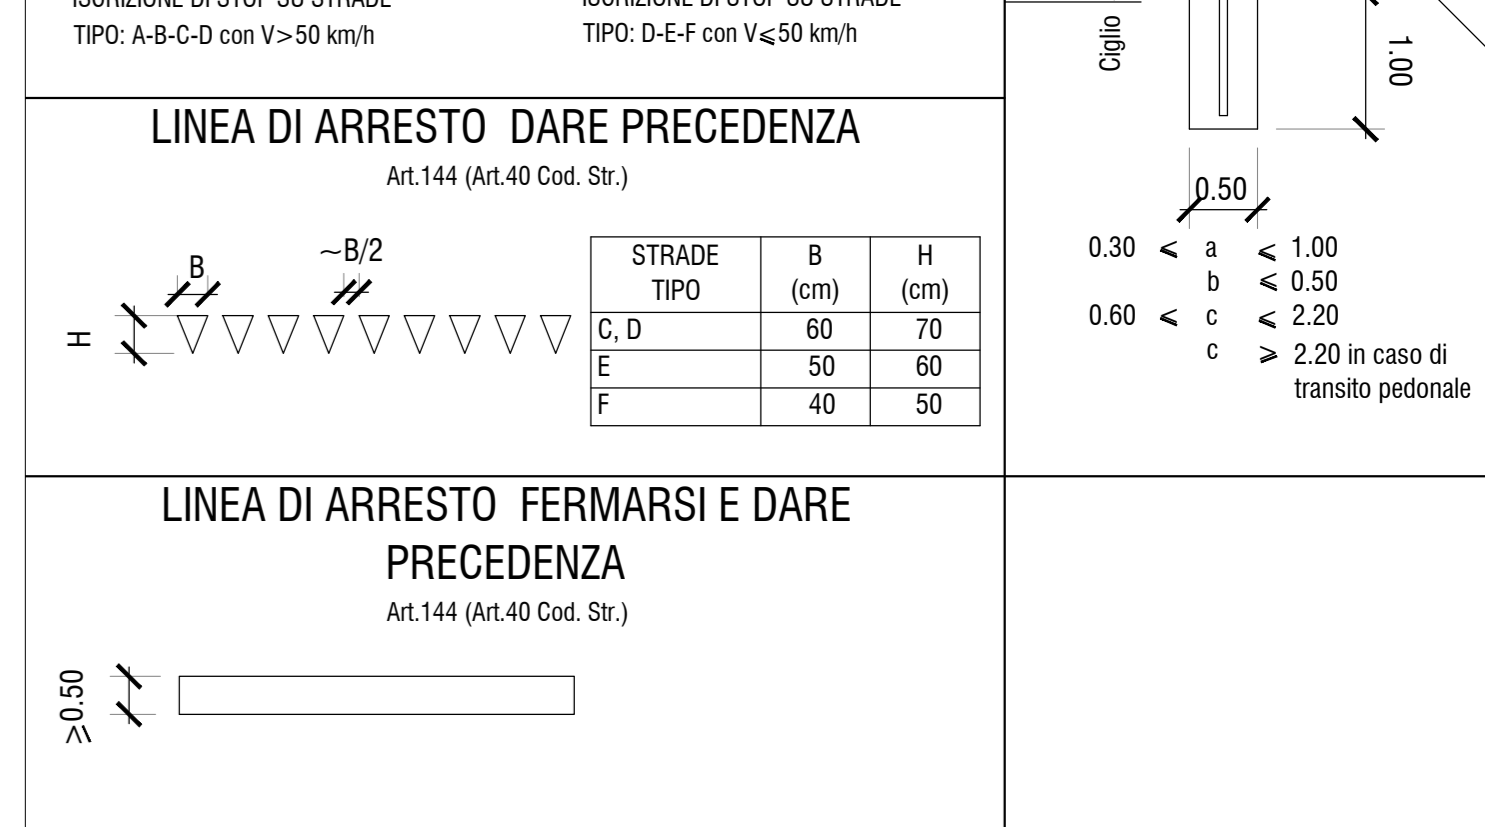 TIPO: A-B-C-D con V>50 km/h
TIPO: D-E-F con V⩽50 km/h
LINEA DI ARRESTO DARE PRECEDENZA
Art.144 (Art.40 Cod. Str.)
B
~B/2
H
STRADE TIPO B (cm) H (cm)
C, D 60 70
E 50 60
F 40 50
LINEA DI ARRESTO FERMARSI E DARE
PRECEDENZA
Art.144 (Art.40 Cod. Str.)
≥0.50
Ciglio
1.00
0.50
0.30 ⩽ a ⩽ 1.00
b ⩽ 0.50
0.60 ⩽ c ⩽ 2.20
c ⩾ 2.20 in caso di
transito pedonale